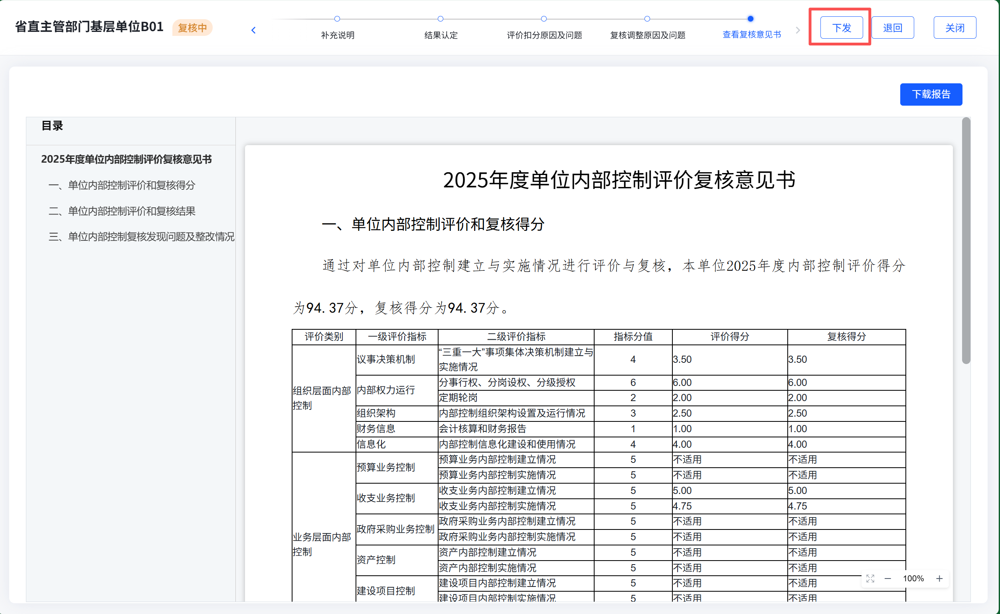 省直主管部门基层单位B01
复核中
补充说明
结果认定
评价扣分原因及问题
复核调整原因及问题
查看复核意见书
下发
退回
关闭
下载报告
目录
2025年度单位内部控制评价复核意见书
一、单位内部控制评价和复核得分
二、单位内部控制评价和复核结果
三、单位内部控制复核发现问题及整改情况
2025年度单位内部控制评价复核意见书
一、单位内部控制评价和复核得分
通过对单位内部控制建立与实施情况进行评价与复核，本单位2025年度内部控制评价得分
为94.37分，复核得分为94.37分。
评价类别 一级评价指标 二级评价指标 指标分值 评价得分 复核得分
组织层面内部
控制
议事决策机制
“三重一大”事项集体决策机制建立与
实施情况
4 3.50 3.50
内部权力运行
分事行权、分岗设权、分级授权 6 6.00 6.00
定期轮岗 2 2.00 2.00
组织架构 内部控制组织架构设置及运行情况 3 2.50 2.50
财务信息 会计核算和财务报告 1 1.00 1.00
信息化 内部控制信息化建设和使用情况 4 4.00 4.00
业务层面内部
控制
预算业务控制
预算业务内部控制建立情况 5 不适用 不适用
预算业务内部控制实施情况 5 不适用 不适用
收支业务控制
收支业务内部控制建立情况 5 5.00 5.00
收支业务内部控制实施情况 5 4.75 4.75
政府采购业务控制
政府采购业务内部控制建立情况 5 不适用 不适用
政府采购业务内部控制实施情况 5 不适用 不适用
资产控制
资产内部控制建立情况 5 不适用 不适用
资产内部控制实施情况 5 不适用 不适用
建设项目控制
建设项目内部控制建立情况 5 不适用 不适用
建设项目内部控制实施情况 5 不适用 不适用
100%